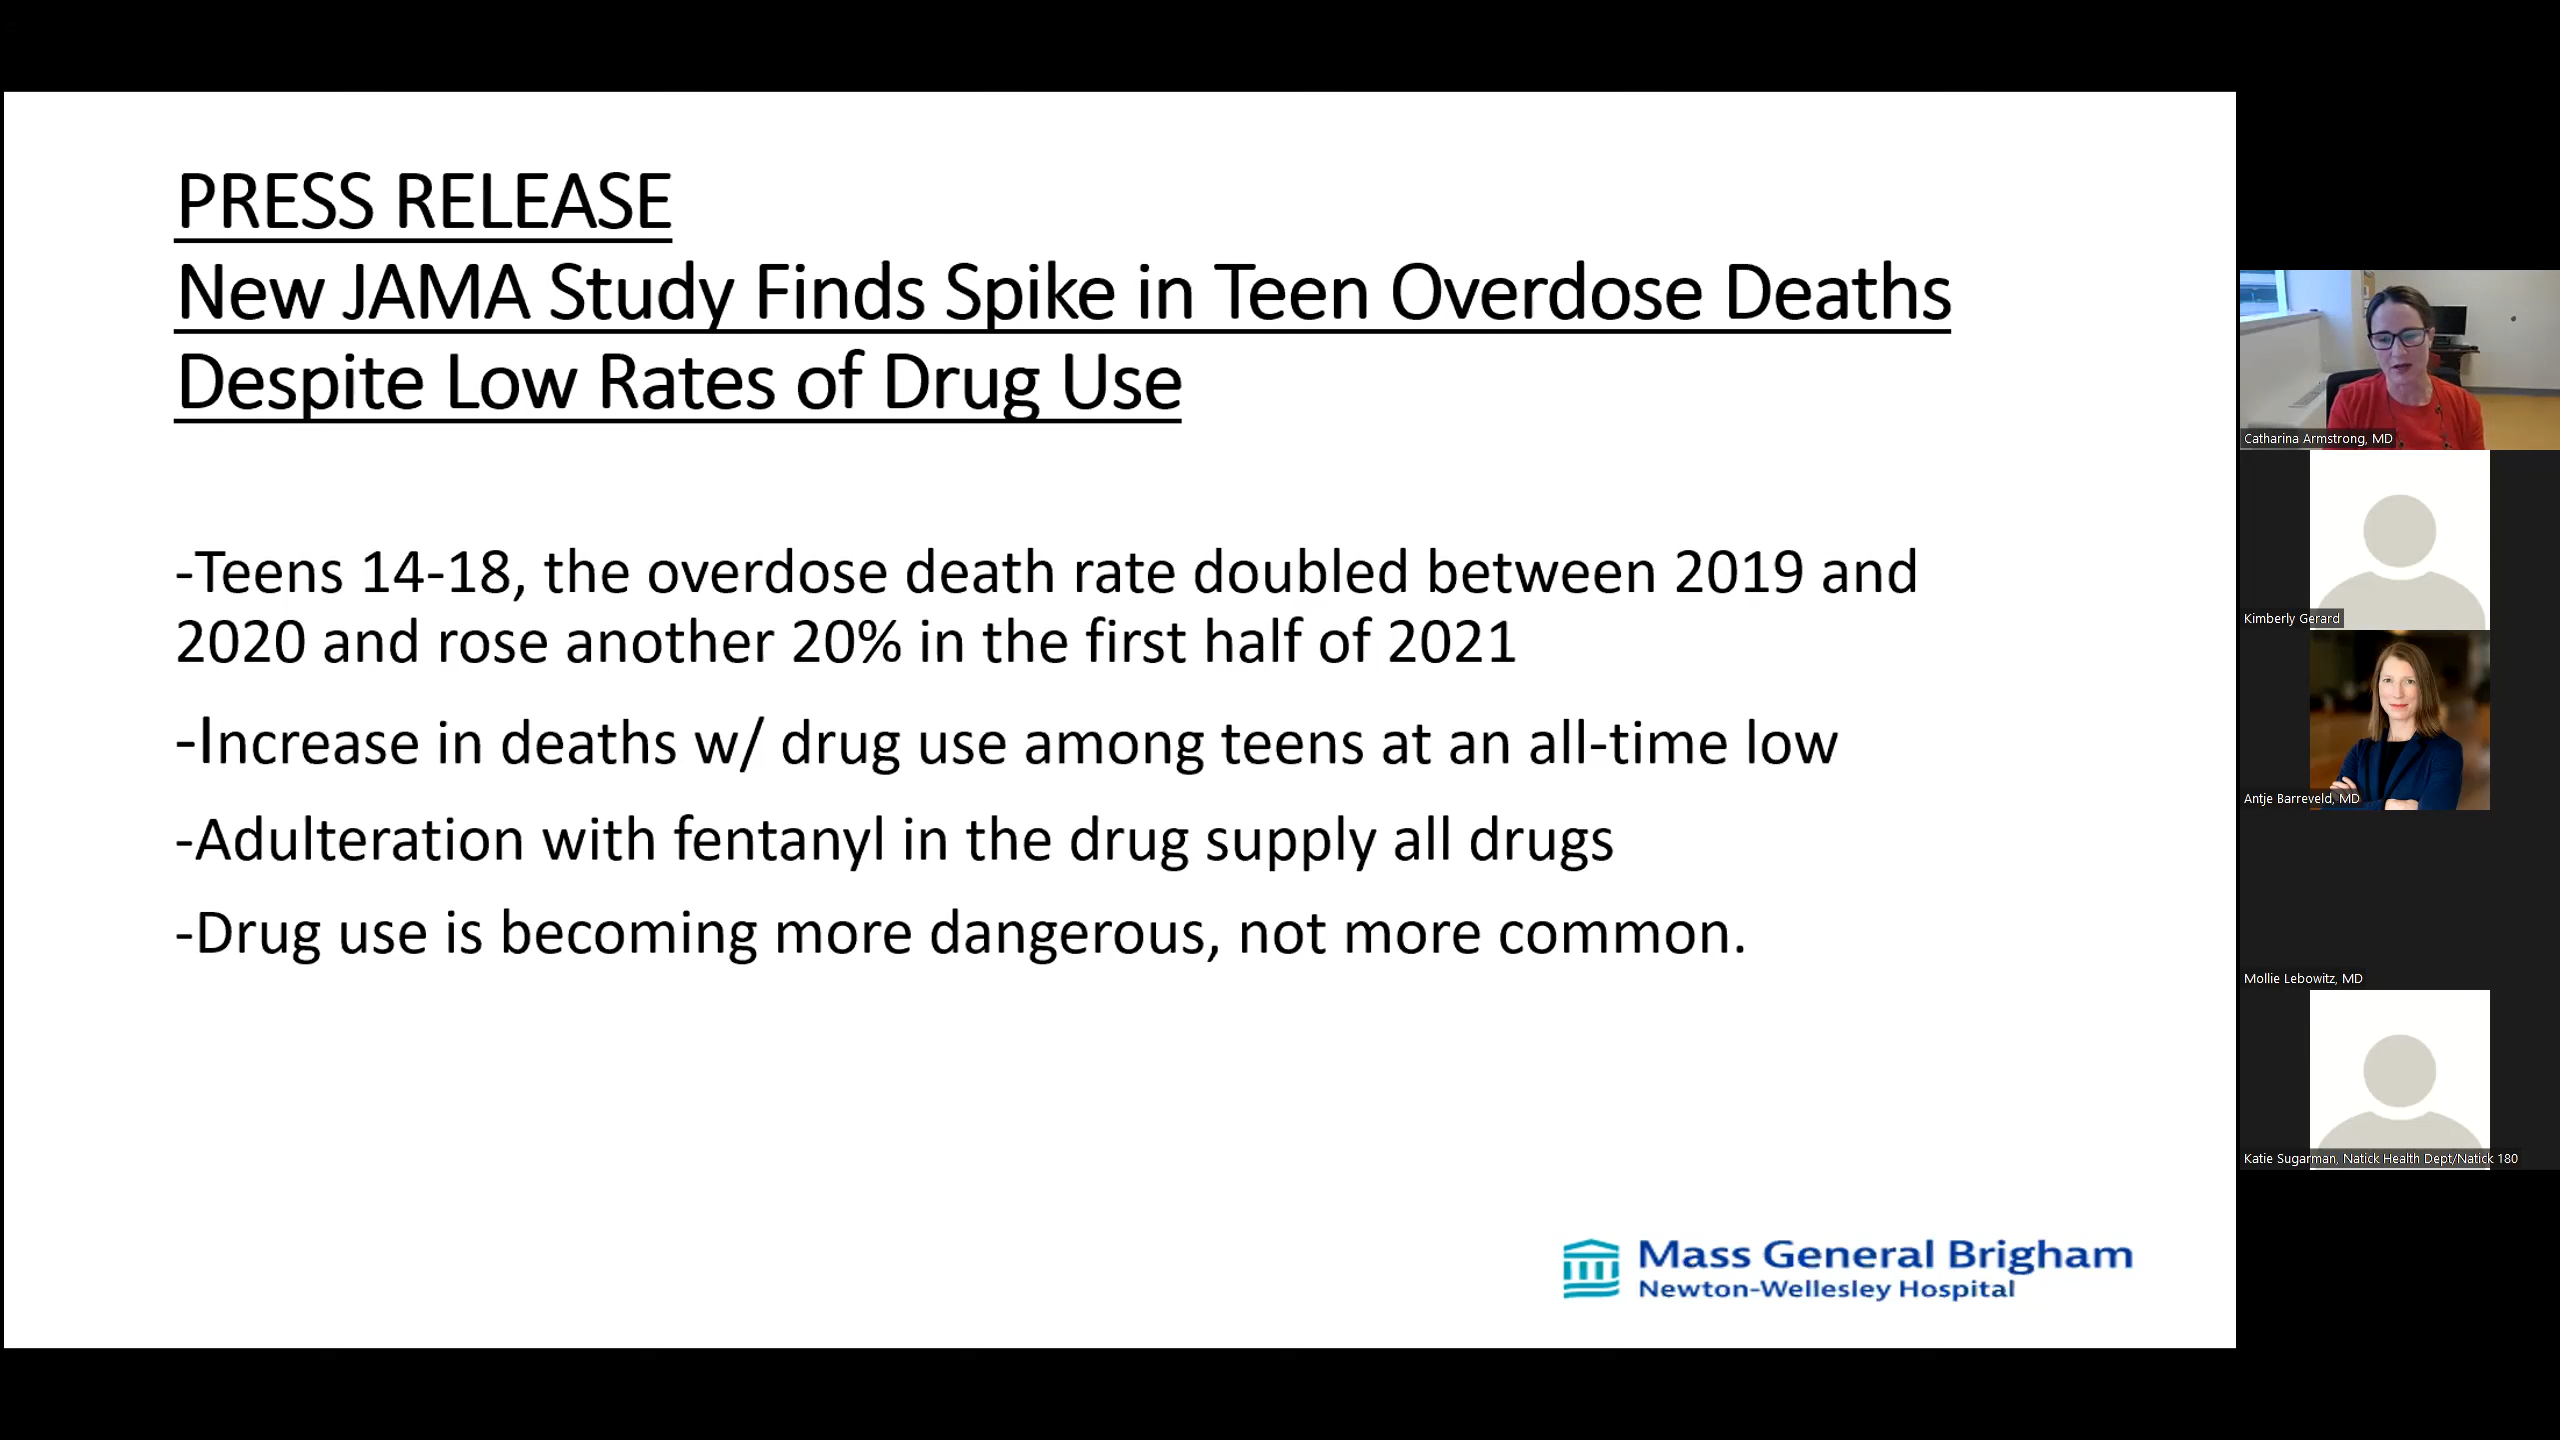 PRESS RELEASE
New JAMA Study Finds Spike in Teen Overdose Deaths
Despite Low Rates of Drug Use
-Teens 14-18, the overdose death rate doubled between 2019 and
2020 and rose another 20% in the first half of 2021
-Increase in deaths w/ drug use among teens at an all-time low
-Adulteration with fentanyl in the drug supply all drugs
-Drug use is becoming more dangerous, not more common.
Mass General Brigham
Newton-Wellesley Hospital
Catharina Armstrong, MD
Kimberly Gerard
Antje Barreveld, MD
Mollie Lebowitz, MD
Katie Sugarman, Natick Health Dept/Natick 180